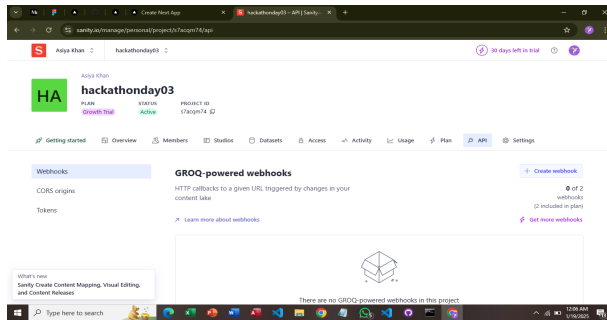 Create Next App
hackathonday03 – API | Sanity.
sanity.io/manage/personal/project/s7acqm74/api
S
Asiya Khan
hackathonday03
30 days left in trial
Asiya Khan
HA
hackathonday03
PLAN
STATUS
PROJECT ID
Growth Trial
Active
s7acqm74
Getting started
Overview
Members
Studios
Datasets
Access
Activity
Usage
Plan
API
Settings
Webhooks
CORS origins
Tokens
GROQ-powered webhooks
Create webhook
HTTP callbacks to a given URL triggered by changes in your
content lake
0 of 2
webhooks
(2 included in plan)
Learn more about webhooks
Get more webhooks
What's new
Sanity Create Content Mapping, Visual Editing,
and Content Releases
There are no GROQ-powered webhooks in this project
Type here to search
12:06 AM
1/19/2025